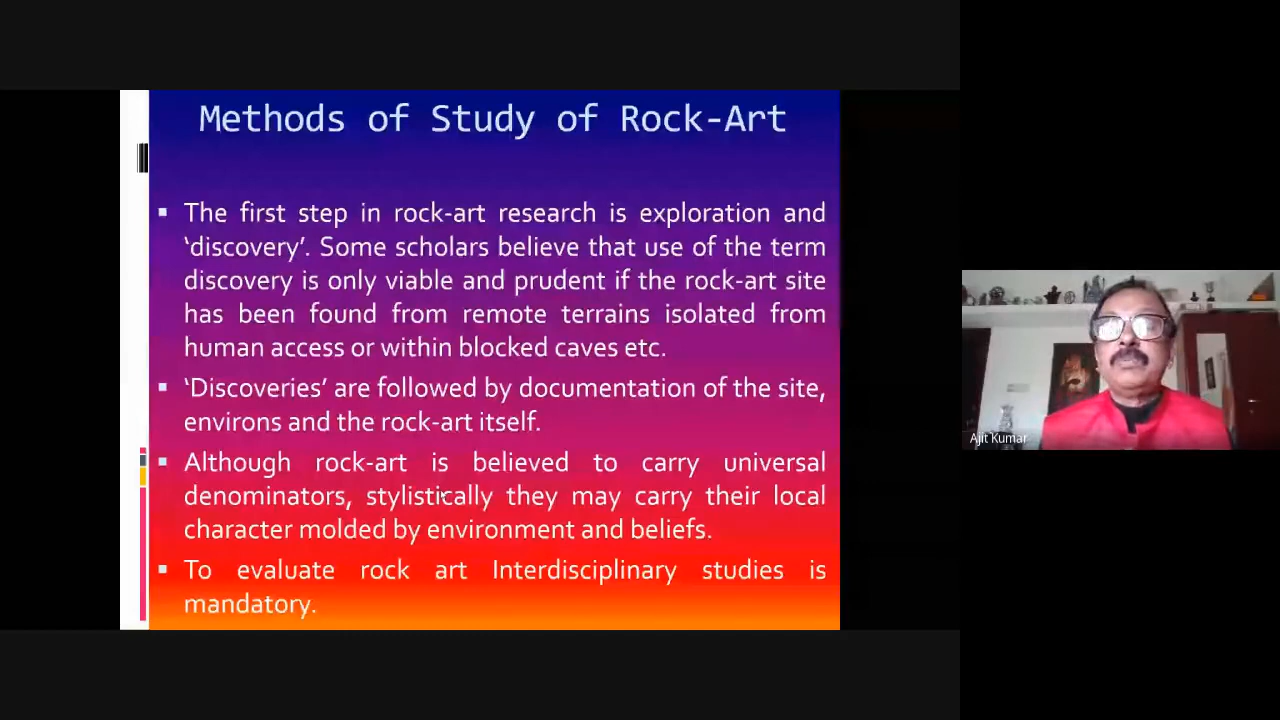 Methods of Study of Rock-Art
▪ The first step in rock-art research is exploration and
‘discovery’. Some scholars believe that use of the term
discovery is only viable and prudent if the rock-art site
has been found from remote terrains isolated from
human access or within blocked caves etc.
▪ ‘Discoveries’ are followed by documentation of the site,
environs and the rock-art itself.
▪ Although rock-art is believed to carry universal
denominators, stylistically they may carry their local
character molded by environment and beliefs.
▪ To evaluate rock art Interdisciplinary studies is
mandatory.
Ajit Kumar